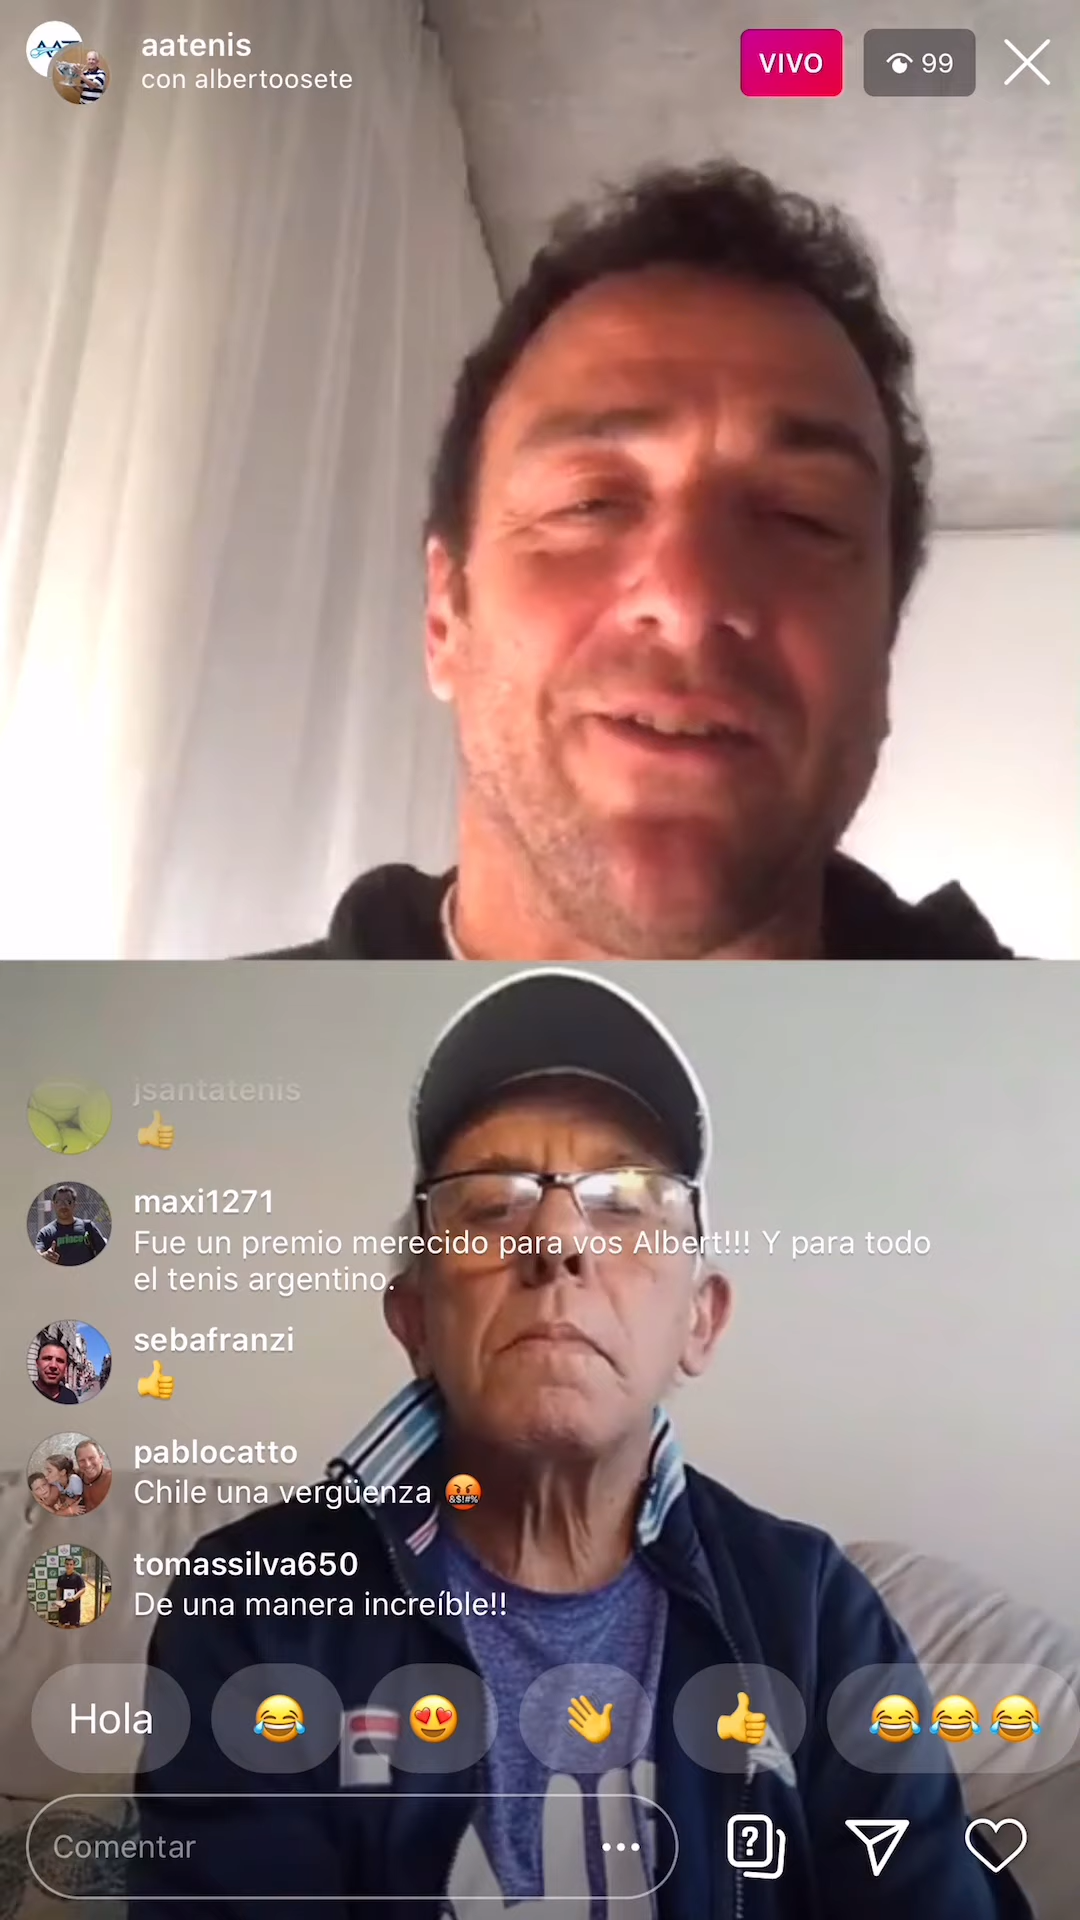 aatenis
con albertoosete
VIVO
99
jsantatenis
👍
maxi1271
Fue un premio merecido para vos Albert!!! Y para todo
el tenis argentino.
sebafranzi
👍
pablocatto
Chile una vergüenza 🤬
tomassilva650
De una manera increíble!!
Hola 😂 😍 👋 👍 😂😂😂
Comentar